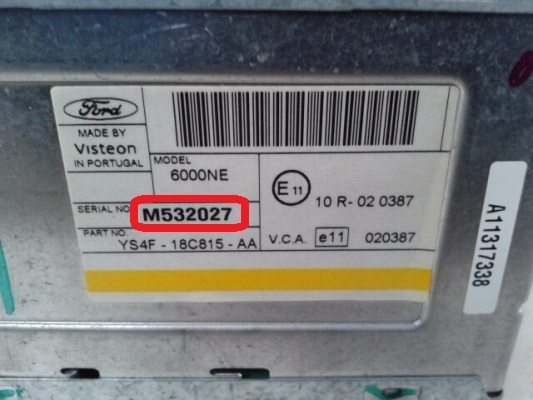 Ford
MADE BY
Visteon
IN PORTUGAL
MODEL
6000NE
SERIAL NO.
M532027
PART NO.
YS4F - 18C815 - AA
E11
10 R - 02 0387
V.C.A. e11 020387
A11317338